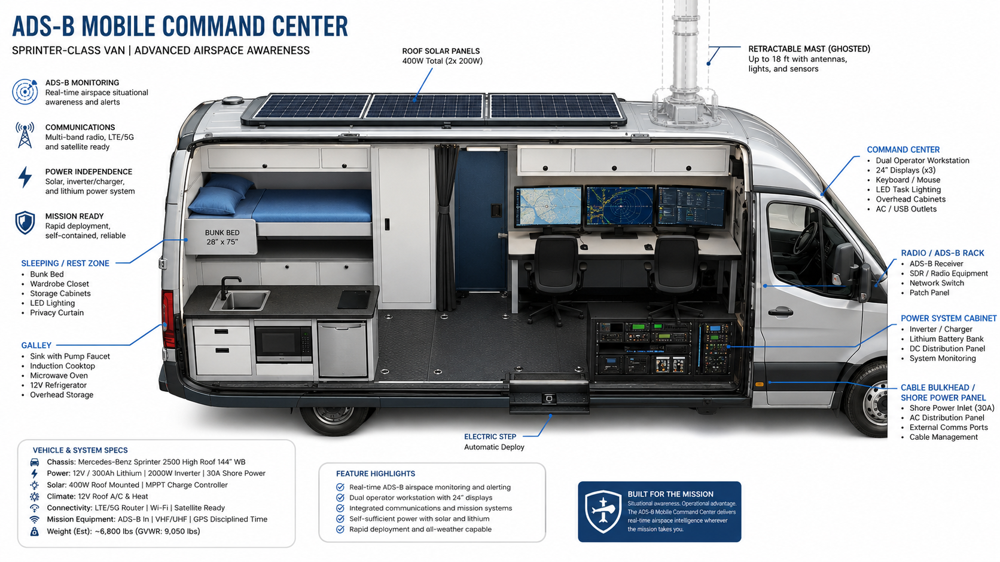 ADS-B MOBILE COMMAND CENTER
SPRINTER-CLASS VAN | ADVANCED AIRSPACE AWARENESS
ADS-B MONITORING
Real-time airspace situational
awareness and alerts
COMMUNICATIONS
Multi-band radio, LTE/5G
and satellite ready
POWER INDEPENDENCE
Solar, inverter/charger,
and lithium power system
MISSION READY
Rapid deployment,
self-contained, reliable
SLEEPING / REST ZONE
• Bunk Bed
• Wardrobe Closet
• Storage Cabinets
• LED Lighting
• Privacy Curtain
GALLEY
• Sink with Pump Faucet
• Induction Cooktop
• Microwave Oven
• 12V Refrigerator
• Overhead Storage
ROOF SOLAR PANELS
400W Total (2x 200W)
RETRACTABLE MAST (GHOSTED)
Up to 18 ft with antennas,
lights, and sensors
BUNK BED
28" x 75"
COMMAND CENTER
• Dual Operator Workstation
• 24" Displays (x3)
• Keyboard / Mouse
• LED Task Lighting
• Overhead Cabinets
• AC / USB Outlets
RADIO / ADS-B RACK
• ADS-B Receiver
• SDR / Radio Equipment
• Network Switch
• Patch Panel
POWER SYSTEM CABINET
• Inverter / Charger
• Lithium Battery Bank
• DC Distribution Panel
• System Monitoring
CABLE BULKHEAD /
SHORE POWER PANEL
• Shore Power Inlet (30A)
• AC Distribution Panel
• External Comms Ports
• Cable Management
ELECTRIC STEP
Automatic Deploy
VEHICLE & SYSTEM SPECS
Chassis: Mercedes-Benz Sprinter 2500 High Roof 144" WB
Power: 12V / 300Ah Lithium | 2000W Inverter | 30A Shore Power
Solar: 400W Roof Mounted | MPPT Charge Controller
Climate: 12V Roof A/C & Heat
Connectivity: LTE/5G Router | Wi-Fi | Satellite Ready
Mission Equipment: ADS-B In | VHF/UHF | GPS Disciplined Time
Weight (Est): ~6,800 lbs (GVWR: 9,050 lbs)
FEATURE HIGHLIGHTS
Real-time ADS-B airspace monitoring and alerting
Dual operator workstation with 24" displays
Integrated communications and mission systems
Self-sufficient power with solar and lithium
Rapid deployment and all-weather capable
BUILT FOR THE MISSION
Situational awareness. Operational advantage.
The ADS-B Mobile Command Center delivers
real-time airspace intelligence wherever
the mission takes you.